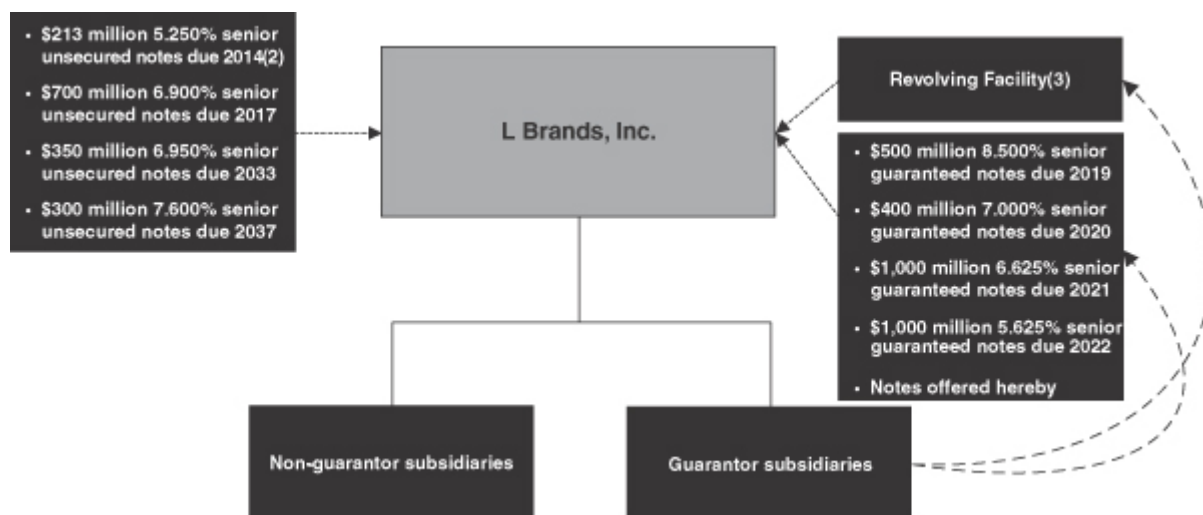 • $213 million 5.250% senior
unsecured notes due 2014(2)
• $700 million 6.900% senior
unsecured notes due 2017
• $350 million 6.950% senior
unsecured notes due 2033
• $300 million 7.600% senior
unsecured notes due 2037
L Brands, Inc.
Revolving Facility(3)
• $500 million 8.500% senior
guaranteed notes due 2019
• $400 million 7.000% senior
guaranteed notes due 2020
• $1,000 million 6.625% senior
guaranteed notes due 2021
• $1,000 million 5.625% senior
guaranteed notes due 2022
• Notes offered hereby
Non-guarantor subsidiaries
Guarantor subsidiaries